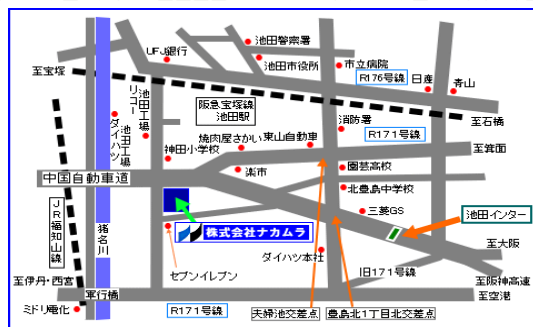 池田警察署
UFJ銀行
池田市役所
市立病院
至宝塚
R176号線
日産
青山
リコー
池田工場
阪急宝塚線
池田駅
消防署
至石橋
ダイハツ
池田工場
焼肉屋さかい
東山自動車
R171号線
至箕面
神田小学校
楽市
園芸高校
中国自動車道
北豊島中学校
JR福知山線
猪名川
三菱GS
池田インター
株式会社ナカムラ
至大阪
セブンイレブン
ダイハツ本社
旧171号線
至伊丹・西宮
至阪神高速
軍行橋
至空港
ミドリ電化
R171号線
夫婦池交差点
豊島北1丁目北交差点